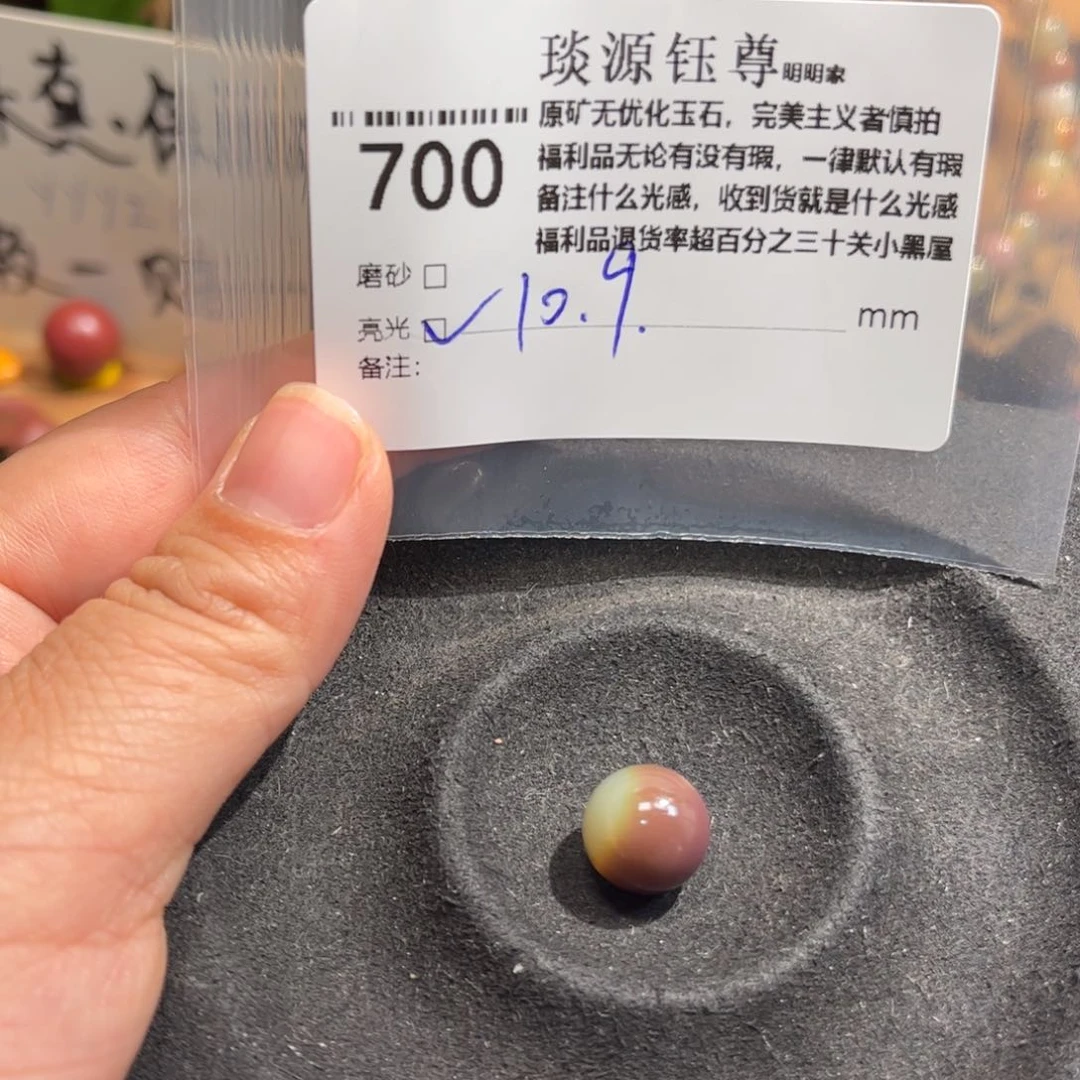 琰源钰尊明明家
原矿无优化玉石，完美主义者慎拍
700
福利品无论有没有瑕，一律默认有瑕
备注什么光感，收到货就是什么光感
福利品退货率超百分之三十关小黑屋
磨砂 □
亮光 ☑ 10.9. mm
备注：